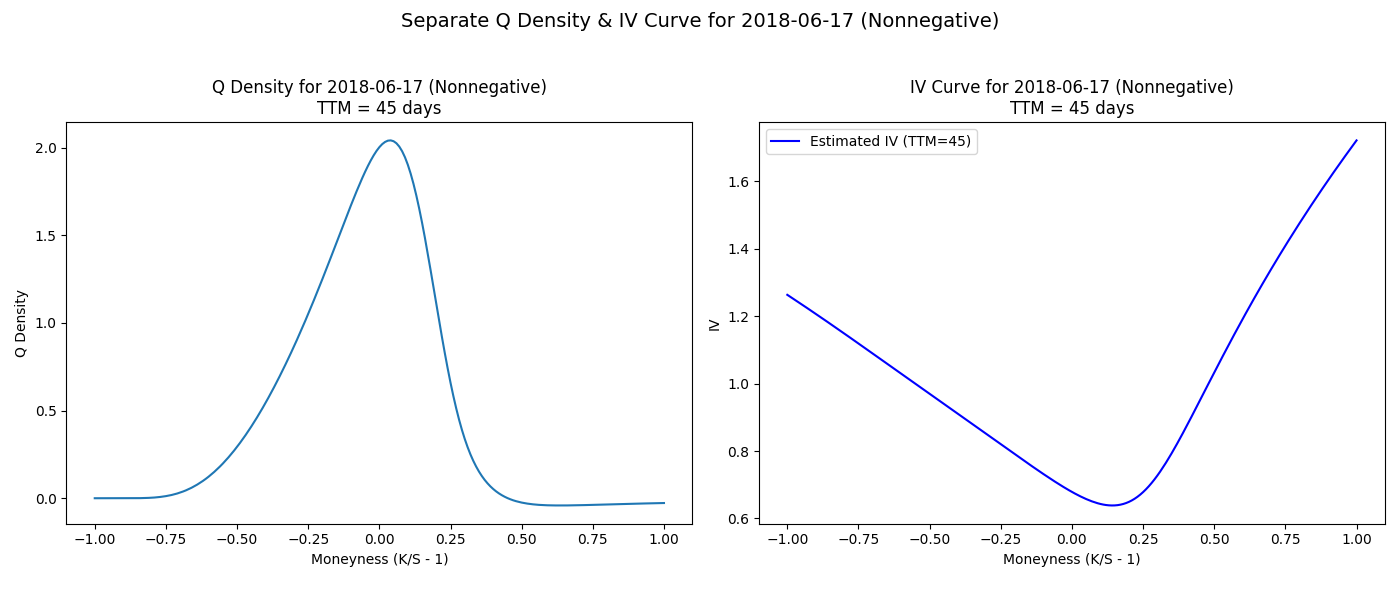 Separate Q Density & IV Curve for 2018-06-17 (Nonnegative)
Q Density for 2018-06-17 (Nonnegative)
TTM = 45 days
2.0
1.5
1.0
0.5
0.0
Q Density
−1.00 −0.75 −0.50 −0.25 0.00 0.25 0.50 0.75 1.00
Moneyness (K/S - 1)
IV Curve for 2018-06-17 (Nonnegative)
TTM = 45 days
Estimated IV (TTM=45)
1.6
1.4
1.2
1.0
0.8
0.6
IV
−1.00 −0.75 −0.50 −0.25 0.00 0.25 0.50 0.75 1.00
Moneyness (K/S - 1)